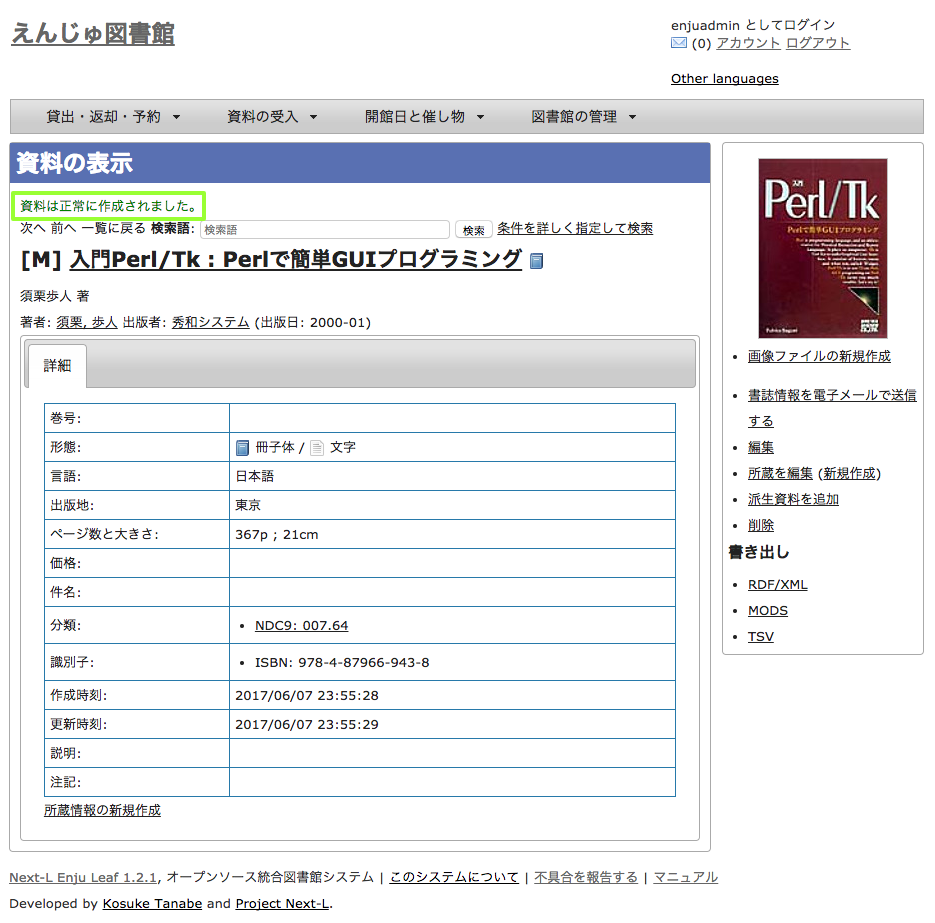 えんじゅ図書館
enjuadmin としてログイン
(0) アカウント ログアウト
Other languages
貸出・返却・予約 資料の受入 開館日と催し物 図書館の管理
資料の表示
資料は正常に作成されました。
次へ 前へ 一覧に戻る 検索語: 検索語 検索 条件を詳しく指定して検索
[M] 入門Perl/Tk : Perlで簡単GUIプログラミング
須栗歩人 著
著者: 須栗, 歩人 出版者: 秀和システム (出版日: 2000-01)
詳細
巻号:
形態: 冊子体 / 文字
言語: 日本語
出版地: 東京
ページ数と大きさ: 367p ; 21cm
価格:
件名:
分類: • NDC9: 007.64
識別子: • ISBN: 978-4-87966-943-8
作成時刻: 2017/06/07 23:55:28
更新時刻: 2017/06/07 23:55:29
説明:
注記:
所蔵情報の新規作成
入門
Perl/Tk
Perlで簡単GUIプログラミング
• 画像ファイルの新規作成
• 書誌情報を電子メールで送信
する
• 編集
• 所蔵を編集 (新規作成)
• 派生資料を追加
• 削除
書き出し
• RDF/XML
• MODS
• TSV
Next-L Enju Leaf 1.2.1, オープンソース統合図書館システム | このシステムについて | 不具合を報告する | マニュアル
Developed by Kosuke Tanabe and Project Next-L.